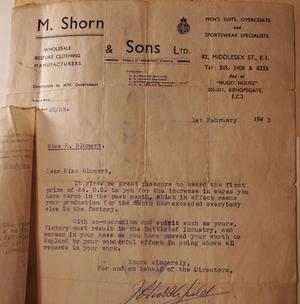 M. Shorn
& Sons LTD.
WHOLESALE
BESPOKE CLOTHING
MANUFACTURERS
Contractors to H.M. Government
MEN'S SUITS, OVERCOATS
and
SPORTSWEAR SPECIALISTS
82, MIDDLESEX ST., E.1.
Tel: BIS. 2408 & 6233
And at
"HUGO HOUSE"
BISHOPSGATE,
E.C.2
1st February 1943
Miss S. Blumert.
Dear Miss Blumert,
It gives me great pleasure to award the first
prize of £4. 0.0 to you for the increase in wages you
have earnt in the past month, which in effect means
your production for the month has exceeded everybody
else in the factory.
With co-operation and spirit such as yours,
Victory must result in the Battle of Industry, and
in your case as you have proved your worth to
England by your wonderful efforts in going above all
records in your work.
Yours sincerely,
For and on behalf of the Directors,